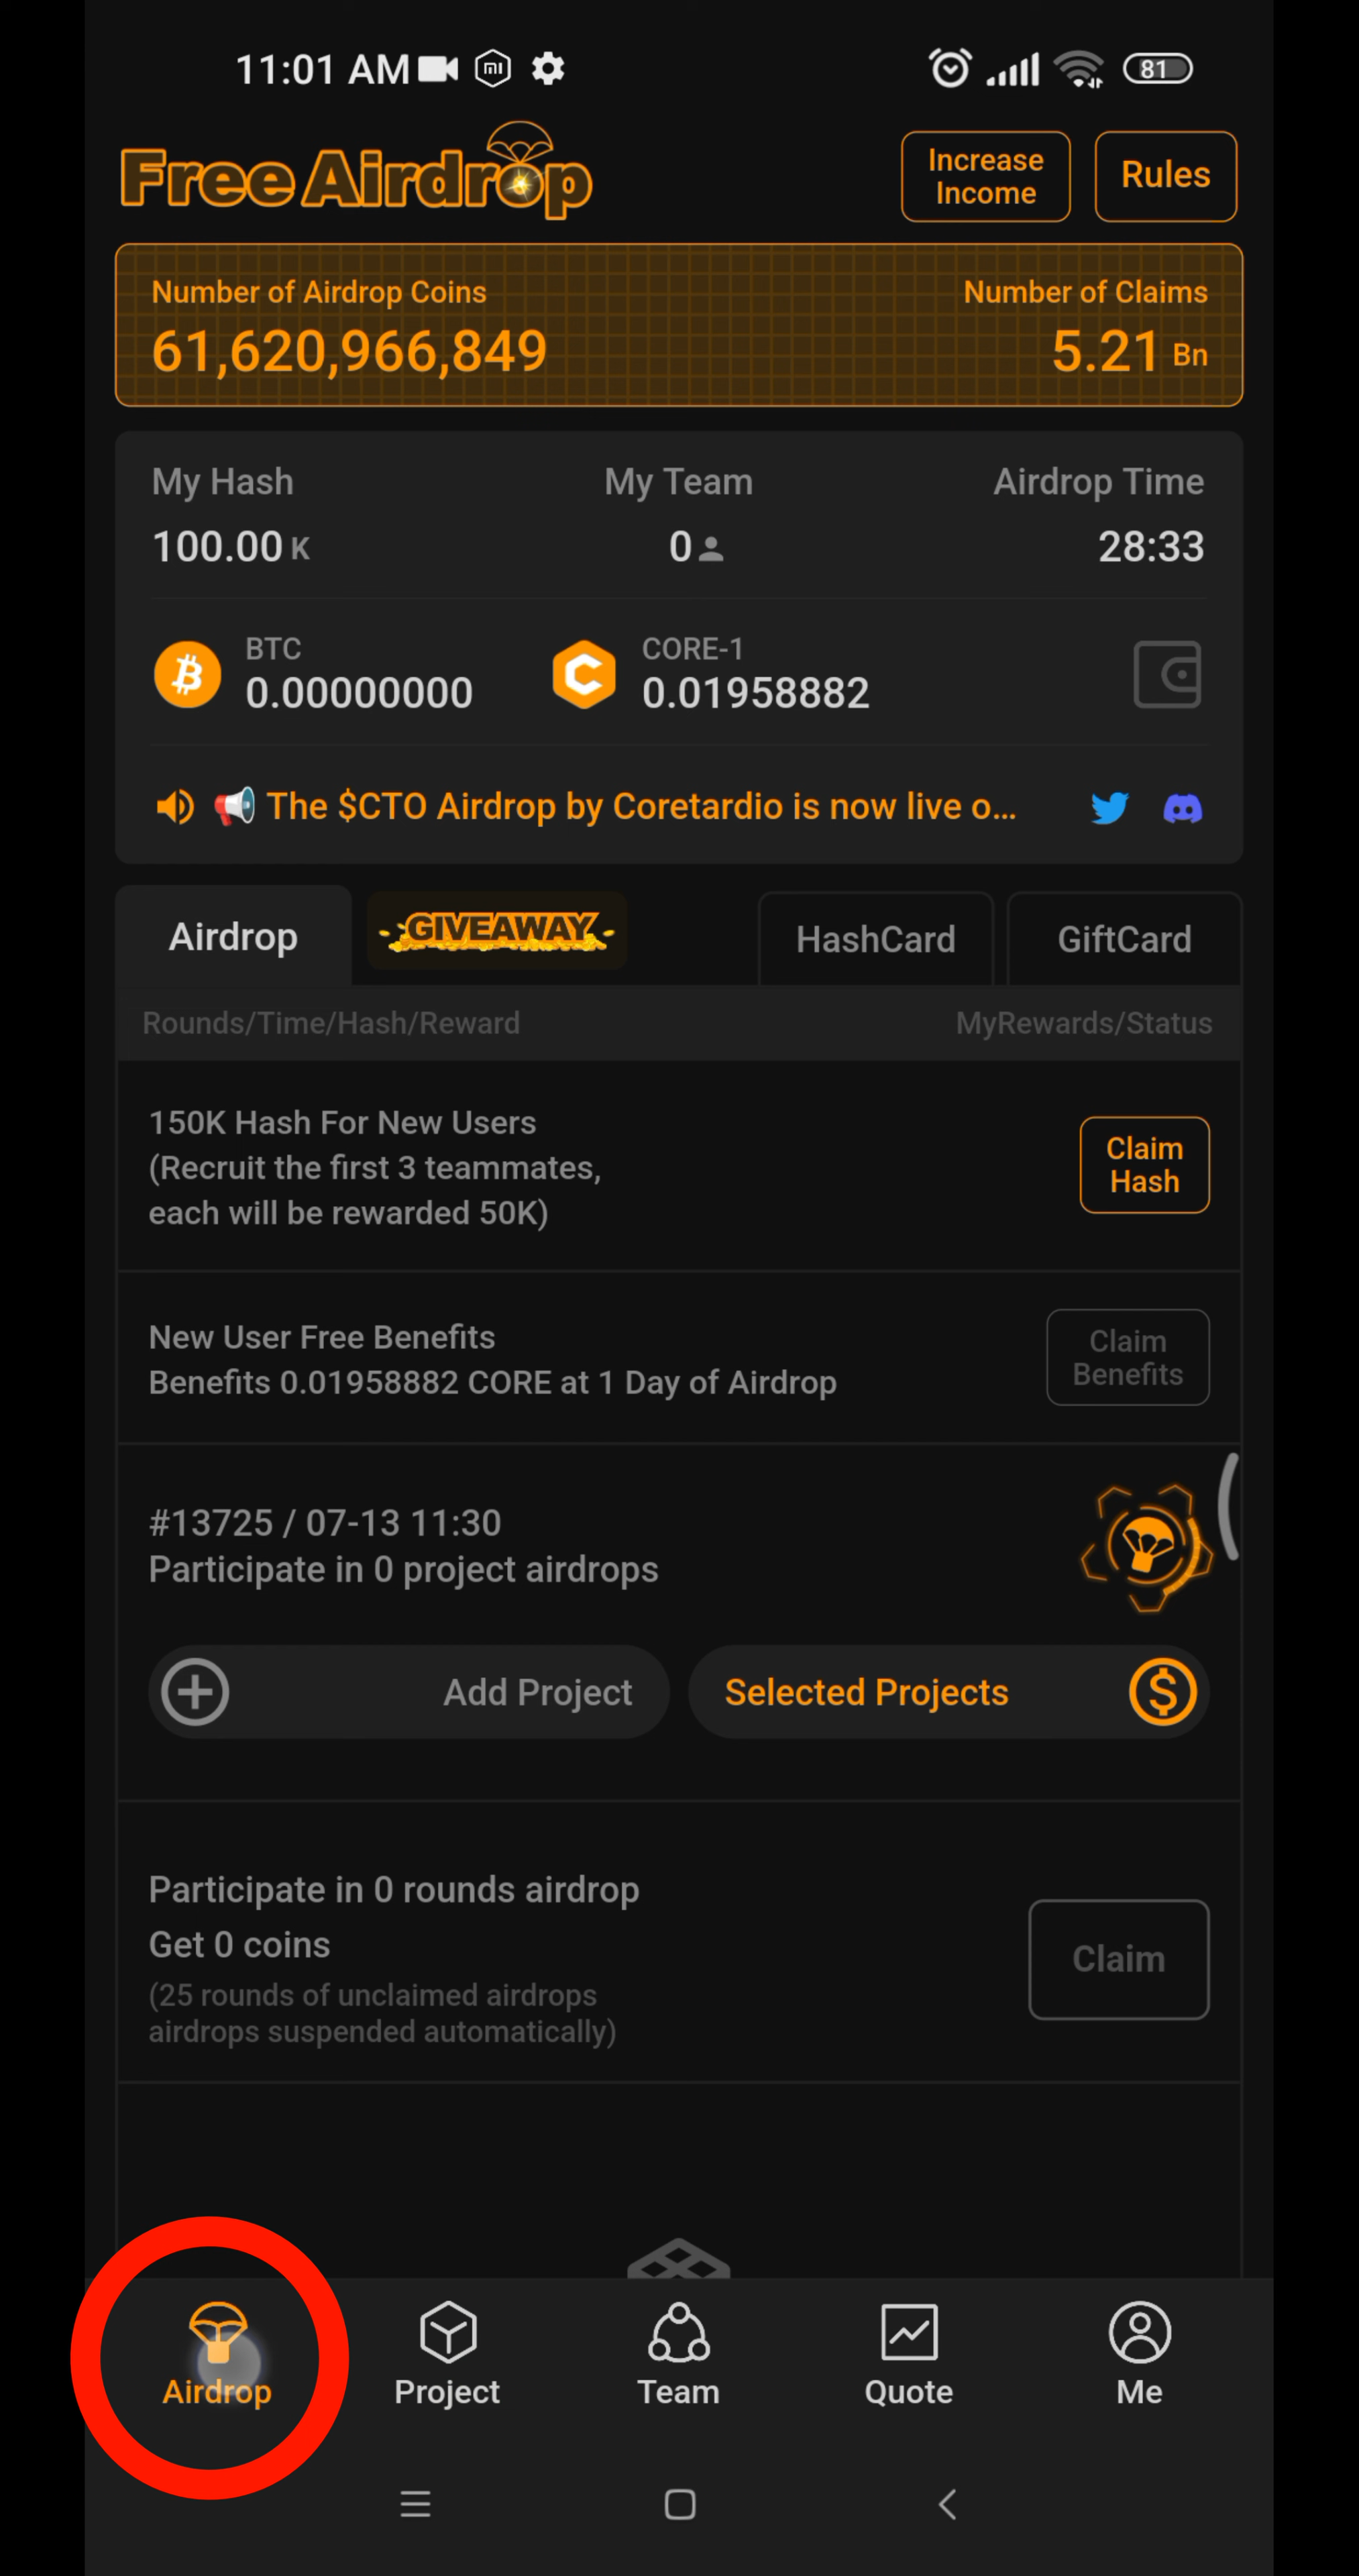 11:01 AM
81
Free Airdrop
Increase
Income
Rules
Number of Airdrop Coins
Number of Claims
61,620,966,849
5.21 Bn
My Hash
My Team
Airdrop Time
100.00 K
0
28:33
BTC
0.00000000
CORE-1
0.01958882
📢 The $CTO Airdrop by Coretardio is now live o...
Airdrop
GIVEAWAY
HashCard
GiftCard
Rounds/Time/Hash/Reward
MyRewards/Status
150K Hash For New Users
(Recruit the first 3 teammates,
each will be rewarded 50K)
Claim
Hash
New User Free Benefits
Benefits 0.01958882 CORE at 1 Day of Airdrop
Claim
Benefits
#13725 / 07-13 11:30
Participate in 0 project airdrops
Add Project
Selected Projects
Participate in 0 rounds airdrop
Get 0 coins
(25 rounds of unclaimed airdrops
airdrops suspended automatically)
Claim
Airdrop
Project
Team
Quote
Me